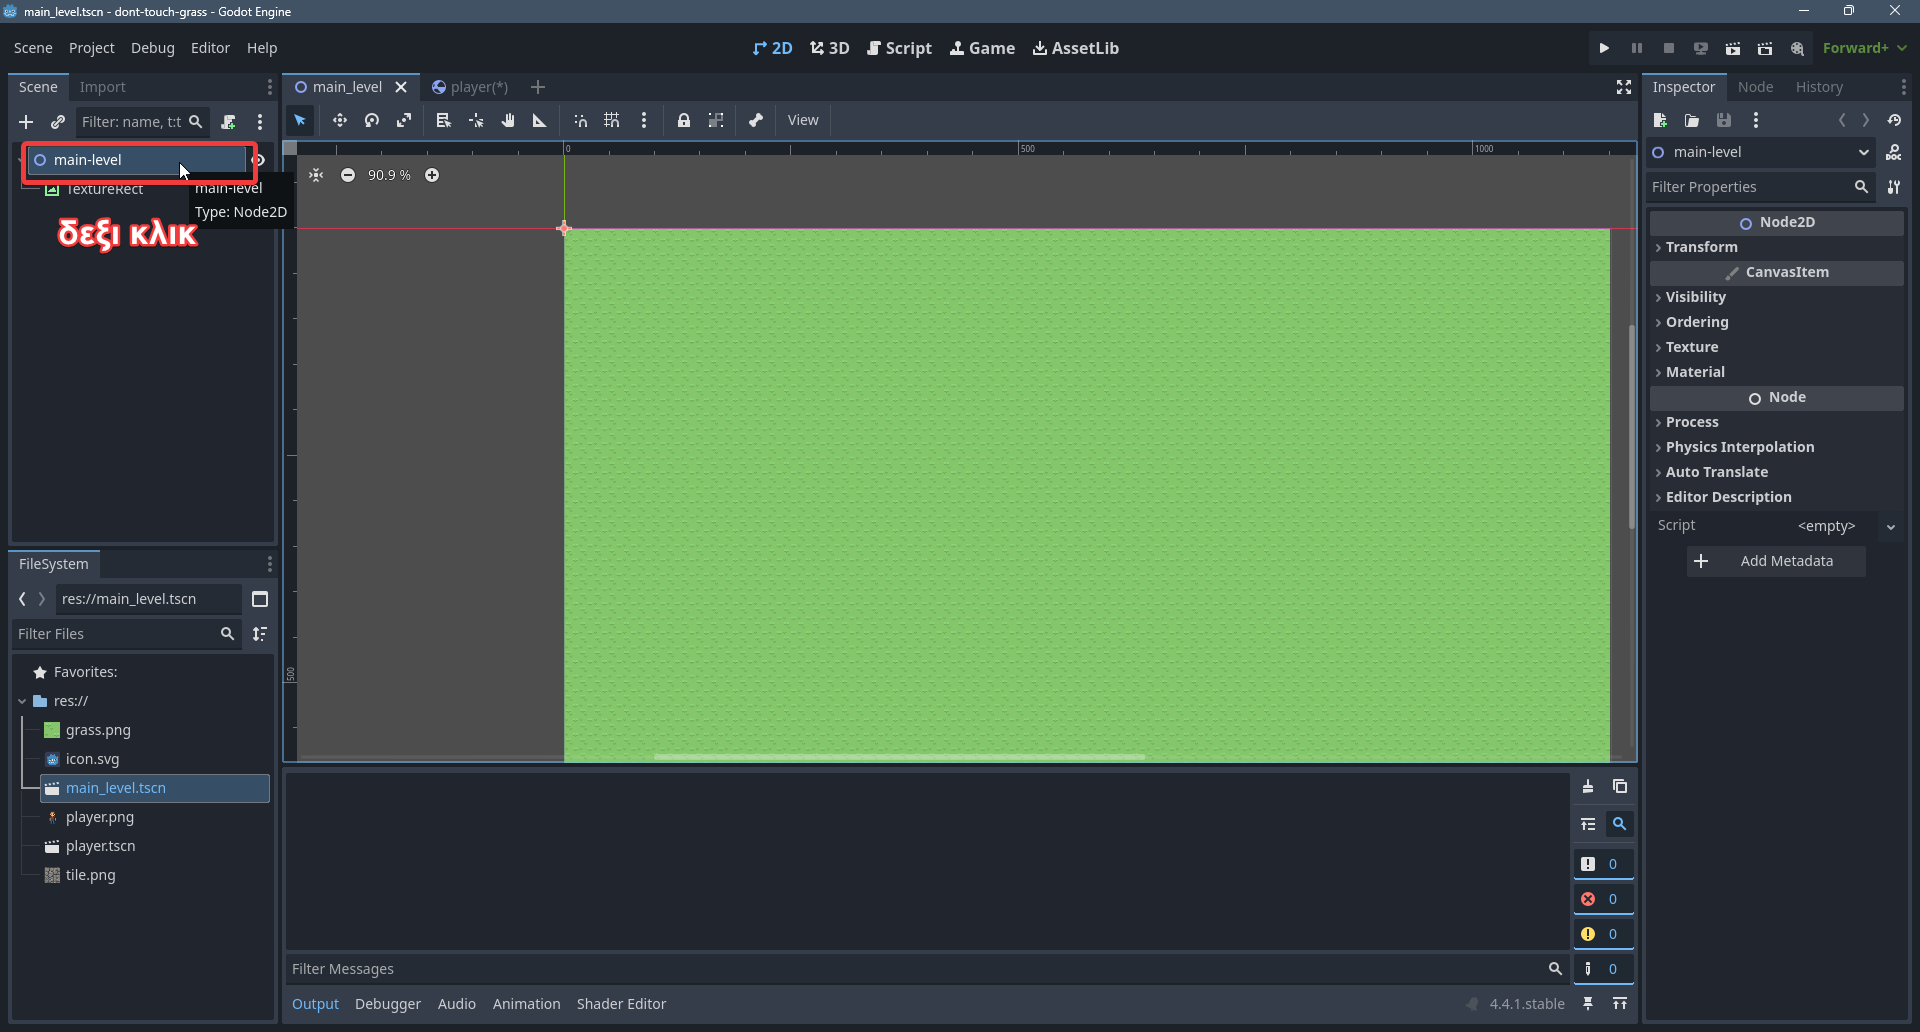 main_level.tscn - dont-touch-grass - Godot Engine
Scene Project Debug Editor Help
2D 3D Script Game AssetLib
Forward+
Scene Import
Filter: name, t:t
main-level
TextureRect
main-level
Type: Node2D
δεξι κλικ
main_level player(*)
View
0 500 1000
90.9 %
500
FileSystem
res://main_level.tscn
Filter Files
Favorites:
res://
grass.png
icon.svg
main_level.tscn
player.png
player.tscn
tile.png
0
0
0
0
Filter Messages
Output Debugger Audio Animation Shader Editor
4.4.1.stable
Inspector Node History
main-level
DOC
Filter Properties
Node2D
Transform
CanvasItem
Visibility
Ordering
Texture
Material
Node
Process
Physics Interpolation
Auto Translate
Editor Description
Script <empty>
Add Metadata